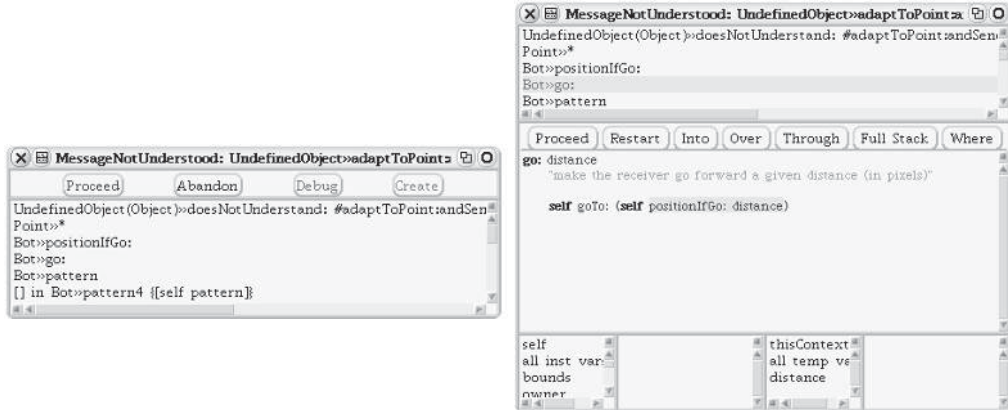 MessageNotUnderstood: UndefinedObject»adaptToPoint:
Proceed Abandon Debug Create
UndefinedObject(Object)»doesNotUnderstand: #adaptToPoint:andSen
Point»*
Bot»positionIfGo:
Bot»go:
Bot»pattern
[] in Bot»pattern4 {[self pattern]}
MessageNotUnderstood: UndefinedObject»adaptToPoint:a
UndefinedObject(Object)»doesNotUnderstand: #adaptToPoint:andSen
Point»*
Bot»positionIfGo:
Bot»go:
Bot»pattern
Proceed Restart Into Over Through Full Stack Where
go: distance
"make the receiver go forward a given distance (in pixels)"
self goTo: (self positionIfGo: distance)
self
all inst vars
bounds
owner
thisContext
all temp va
distance